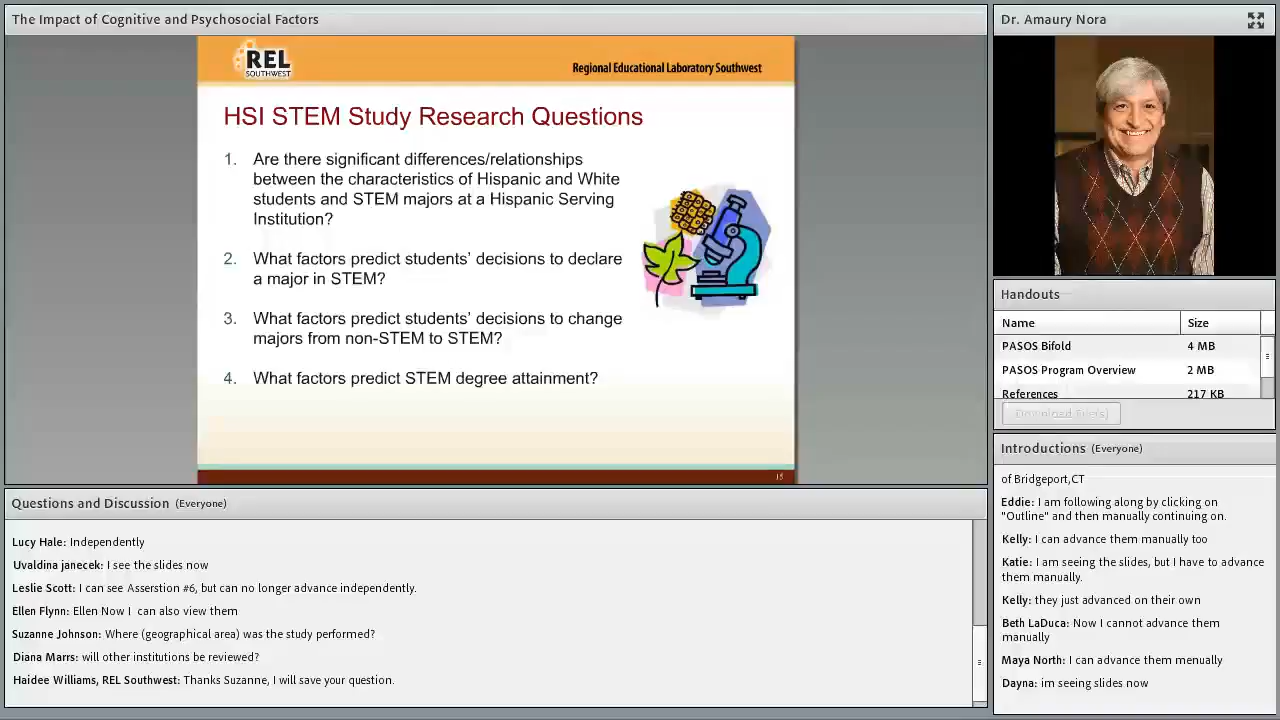 The Impact of Cognitive and Psychosocial Factors
REL
SOUTHWEST
Regional Educational Laboratory Southwest
HSI STEM Study Research Questions
1. Are there significant differences/relationships
between the characteristics of Hispanic and White
students and STEM majors at a Hispanic Serving
Institution?
2. What factors predict students' decisions to declare
a major in STEM?
3. What factors predict students' decisions to change
majors from non-STEM to STEM?
4. What factors predict STEM degree attainment?
15
Questions and Discussion (Everyone)
Lucy Hale: Independently
Uvaldina janecek: I see the slides now
Leslie Scott: I can see Asserstion #6, but can no longer advance independently.
Ellen Flynn: Ellen Now I can also view them
Suzanne Johnson: Where (geographical area) was the study performed?
Diana Marrs: will other institutions be reviewed?
Haidee Williams, REL Southwest: Thanks Suzanne, I will save your question.
Dr. Amaury Nora
Handouts
Name Size
PASOS Bifold 4 MB
PASOS Program Overview 2 MB
References 217 KB
Download File(s)
Introductions (Everyone)
of Bridgeport,CT
Eddie: I am following along by clicking on
"Outline" and then manually continuing on.
Kelly: I can advance them manually too
Katie: I am seeing the slides, but I have to advance
them manually.
Kelly: they just advanced on their own
Beth LaDuca: Now I cannot advance them
manually
Maya North: I can advance them menually
Dayna: im seeing slides now